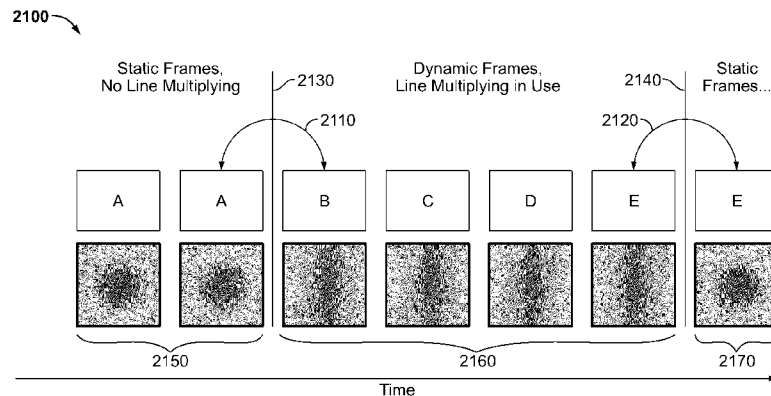 2100
Static Frames,
No Line Multiplying
2130
2110
Dynamic Frames,
Line Multiplying in Use
2140
2120
Static
Frames...
A
A
B
C
D
E
E
2150
2160
2170
Time